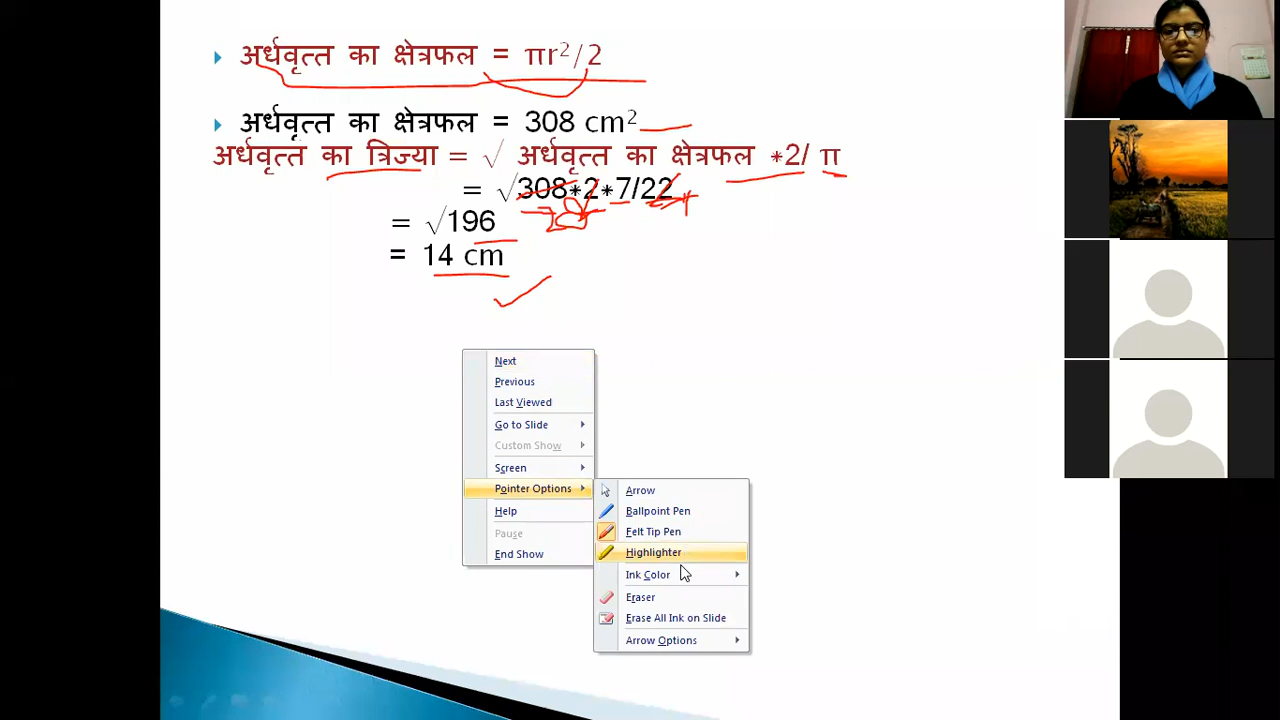 अर्धवृत्त का क्षेत्रफल = πr²/2
अर्धवृत्त का क्षेत्रफल = 308 cm²
अर्धवृत्त का त्रिज्या = √ अर्धवृत्त का क्षेत्रफल *2/ π
= √308*2*7/22
= √196
= 14 cm
Next
Previous
Last Viewed
Go to Slide
Custom Show
Screen
Pointer Options
Help
Pause
End Show
Arrow
Ballpoint Pen
Felt Tip Pen
Highlighter
Ink Color
Eraser
Erase All Ink on Slide
Arrow Options